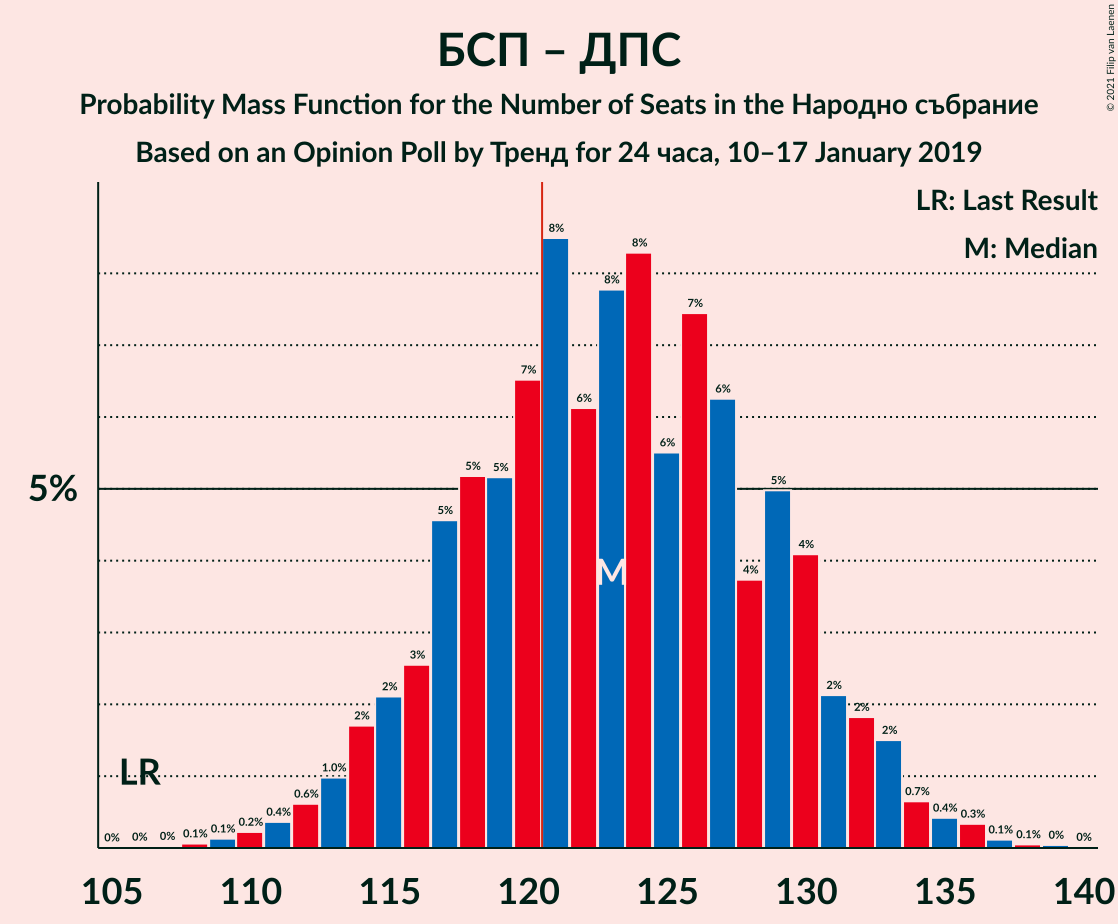 БСП – ДПС
Probability Mass Function for the Number of Seats in the Народно събрание
Based on an Opinion Poll by Тренд for 24 часа, 10–17 January 2019
© 2021 Filip van Laenen
LR: Last Result
M: Median
5%
LR
M
0% 0% 0% 0.1% 0.1% 0.2% 0.4% 0.6% 1.0% 2% 2% 3% 5% 5% 5% 7% 8% 6% 8% 8% 6% 7% 6% 4% 5% 4% 2% 2% 2% 0.7% 0.4% 0.3% 0.1% 0.1% 0% 0%
105 110 115 120 125 130 135 140